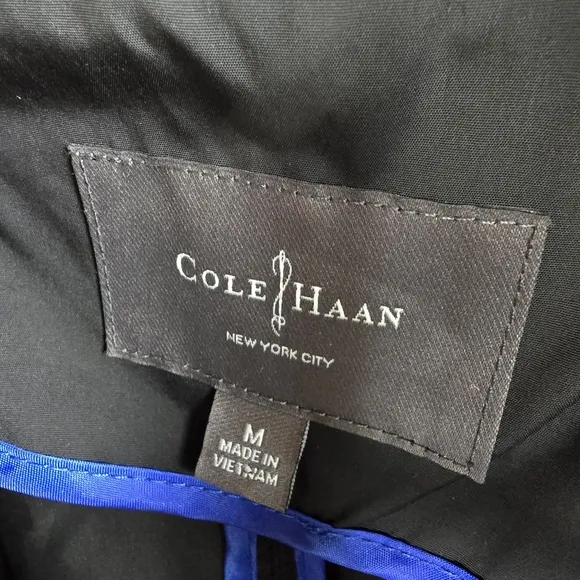 COLE HAAN
NEW YORK CITY
M
MADE IN
VIETNAM